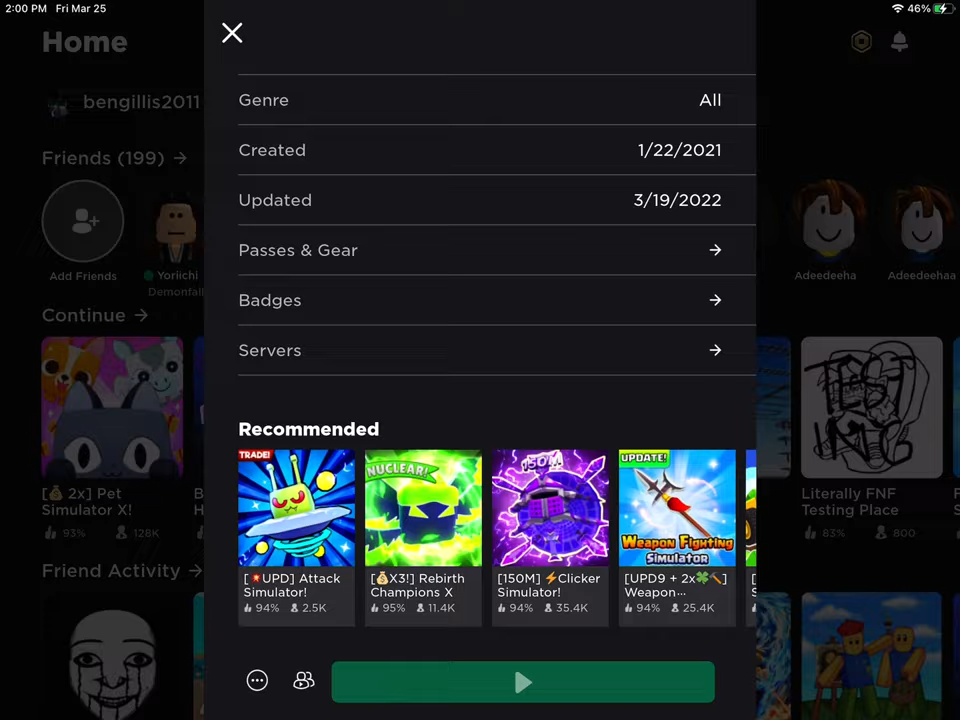 2:00 PM Fri Mar 25
46%
Home
bengillis2011
Friends (199)
Add Friends
Yoriichi
Demonfall
Adeedeeha
Adeedeehaa
Continue
[💰 2x] Pet
Simulator X!
93% 128K
Literally FNF
Testing Place
83% 800
Friend Activity
Genre All
Created 1/22/2021
Updated 3/19/2022
Passes & Gear
Badges
Servers
Recommended
TRADE!
[💥UPD] Attack
Simulator!
94% 2.5K
NUCLEAR!
[💰X3!] Rebirth
Champions X
95% 11.4K
150M
[150M] ⚡Clicker
Simulator!
94% 35.4K
UPDATE!
Weapon Fighting
Simulator
[UPD9 + 2x🍀🔨]
Weapon...
94% 25.4K